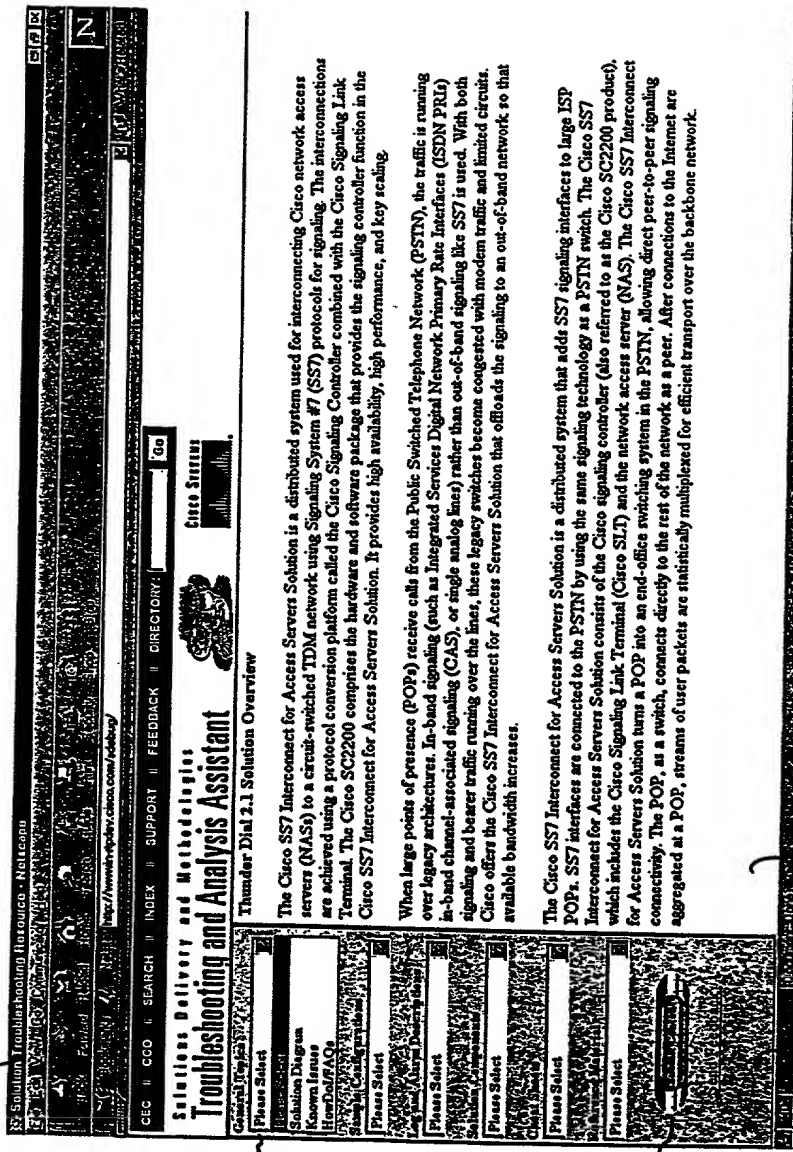 Solution Troubleshooting Resource - Netscape
http://wwwin-vtpdev.cisco.com/sdebug/
CEC || CCO || SEARCH || INDEX || SUPPORT || FEEDBACK || DIRECTORY: Go
Solutions Delivery and Methodologies
Troubleshooting and Analysis Assistant
CISCO SYSTEMS
General Topics
Please Select
Solution Diagram
Known Issues
HowDoI/FAQs
Sample Configurations
Please Select
Log and Alarm Descriptions
Please Select
Solution Components
Please Select
Please Select
Please Select
Thunder Dial 2.1 Solution Overview
The Cisco SS7 Interconnect for Access Servers Solution is a distributed system used for interconnecting Cisco network access
servers (NASs) to a circuit-switched TDM network using Signaling System #7 (SS7) protocols for signaling. The interconnections
are achieved using a protocol conversion platform called the Cisco Signaling Controller combined with the Cisco Signaling Link
Terminal. The Cisco SC2200 comprises the hardware and software package that provides the signaling controller function in the
Cisco SS7 Interconnect for Access Servers Solution. It provides high availability, high performance, and key scaling.
When large points of presence (POPs) receive calls from the Public Switched Telephone Network (PSTN), the traffic is running
over legacy architectures. In-band signaling (such as Integrated Services Digital Network Primary Rate Interfaces (ISDN PRIs)
in-band channel-associated signaling (CAS), or single analog lines) rather than out-of-band signaling like SS7 is used. With both
signaling and bearer traffic running over the lines, these legacy switches become congested with modem traffic and limited circuits.
Cisco offers the Cisco SS7 Interconnect for Access Servers Solution that offloads the signaling to an out-of-band network so that
available bandwidth increases.
The Cisco SS7 Interconnect for Access Servers Solution is a distributed system that adds SS7 signaling interfaces to large ISP
POPs. SS7 interfaces are connected to the PSTN by using the same signaling technology as a PSTN switch. The Cisco SS7
Interconnect for Access Servers Solution consists of the Cisco signaling controller (also referred to as the Cisco SC2200 product),
which includes the Cisco Signaling Link Terminal (Cisco SLT) and the network access server (NAS). The Cisco SS7 Interconnect
for Access Servers Solution turns a POP into an end-office switching system in the PSTN, allowing direct peer-to-peer signaling
connectivity. The POP, as a switch, connects directly to the rest of the network as a peer. After connections to the Internet are
aggregated at a POP, streams of user packets are statistically multiplexed for efficient transport over the backbone network.